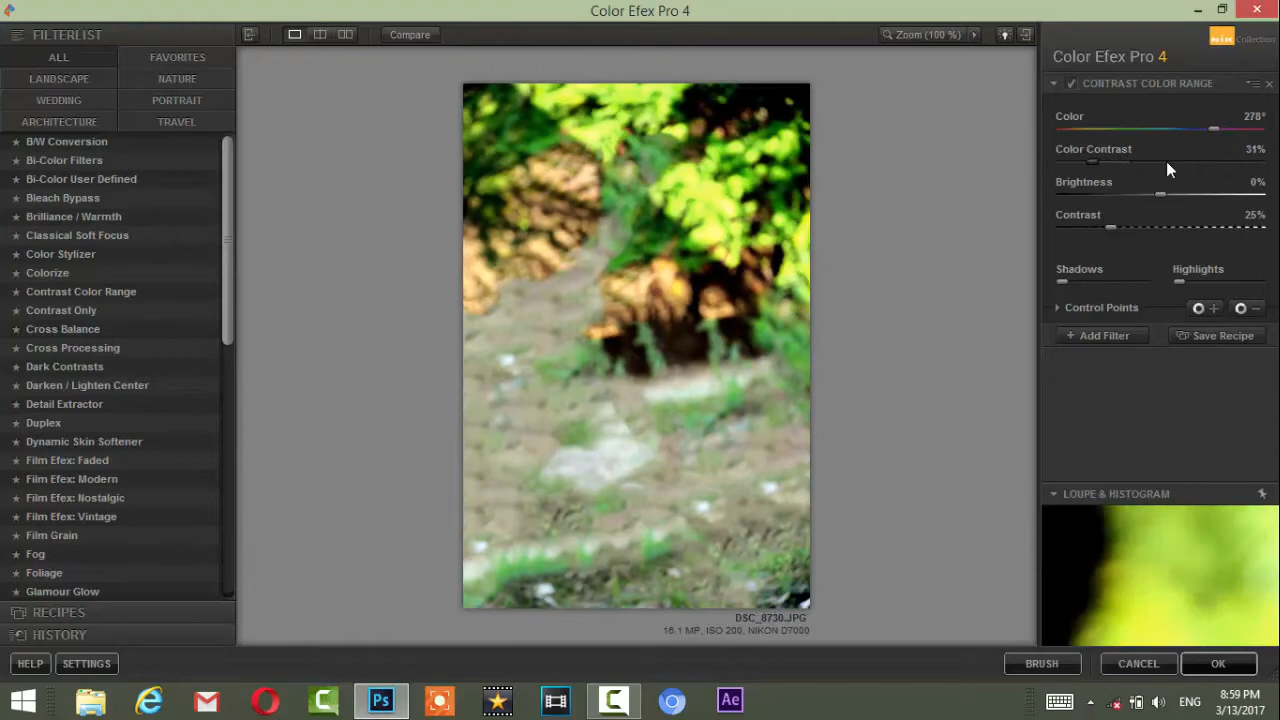 Color Efex Pro 4
FILTERLIST
Compare
Zoom (100 %)
Nik Collection
ALL
FAVORITES
LANDSCAPE
NATURE
WEDDING
PORTRAIT
ARCHITECTURE
TRAVEL
B/W Conversion
Bi-Color Filters
Bi-Color User Defined
Bleach Bypass
Brilliance / Warmth
Classical Soft Focus
Color Stylizer
Colorize
Contrast Color Range
Contrast Only
Cross Balance
Cross Processing
Dark Contrasts
Darken / Lighten Center
Detail Extractor
Duplex
Dynamic Skin Softener
Film Efex: Faded
Film Efex: Modern
Film Efex: Nostalgic
Film Efex: Vintage
Film Grain
Fog
Foliage
Glamour Glow
RECIPES
HISTORY
HELP
SETTINGS
DSC_8730.JPG
16.1 MP, ISO 200, NIKON D7000
Color Efex Pro 4
CONTRAST COLOR RANGE
Color 278°
Color Contrast 31%
Brightness 0%
Contrast 25%
Shadows Highlights
Control Points
Add Filter
Save Recipe
LOUPE & HISTOGRAM
BRUSH
CANCEL
OK
Ps
Ae
ENG
8:59 PM
3/13/2017